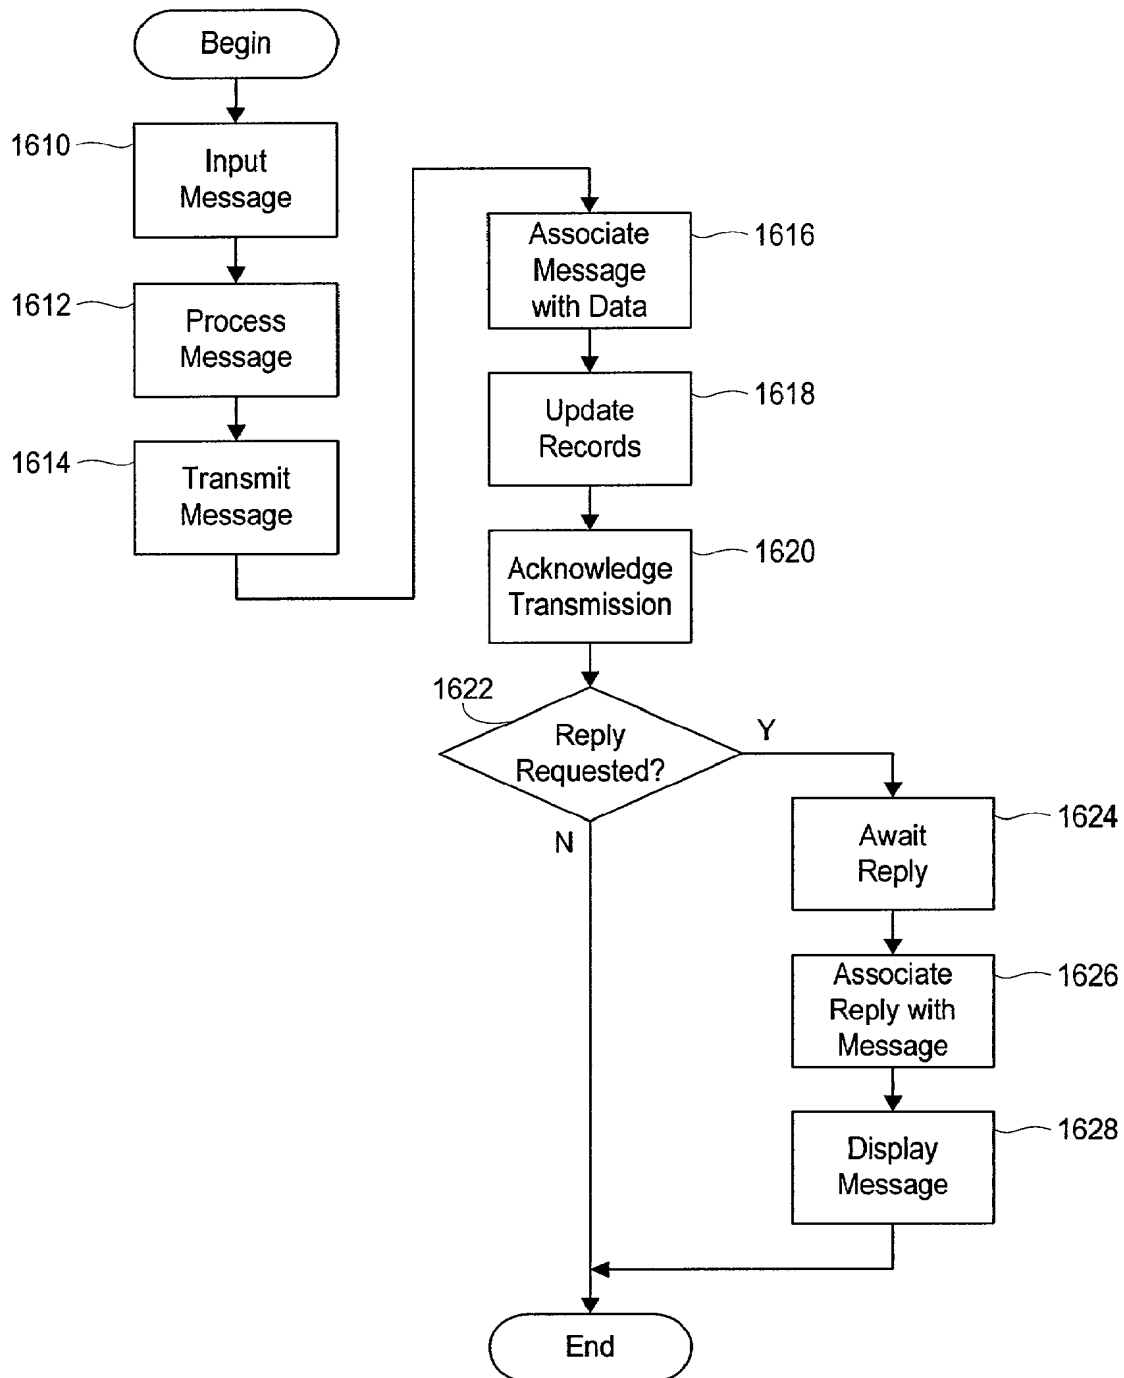 Begin
1610
Input
Message
1612
Process
Message
1614
Transmit
Message
1616
Associate
Message
with Data
1618
Update
Records
1620
Acknowledge
Transmission
1622
Reply
Requested?
Y
N
1624
Await
Reply
1626
Associate
Reply with
Message
1628
Display
Message
End